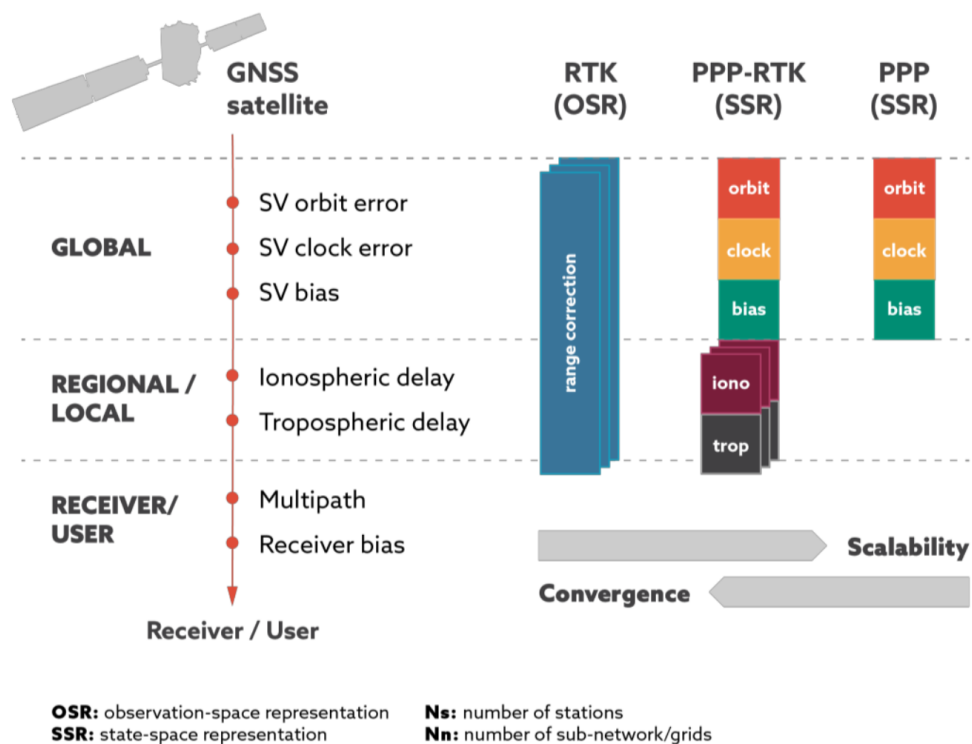 GNSS
satellite
RTK
(OSR)
PPP-RTK
(SSR)
PPP
(SSR)
GLOBAL
SV orbit error
SV clock error
SV bias
REGIONAL /
LOCAL
Ionospheric delay
Tropospheric delay
RECEIVER/
USER
Multipath
Receiver bias
Receiver / User
range correction
orbit
clock
bias
iono
trop
orbit
clock
bias
Scalability
Convergence
OSR: observation-space representation
SSR: state-space representation
Ns: number of stations
Nn: number of sub-network/grids